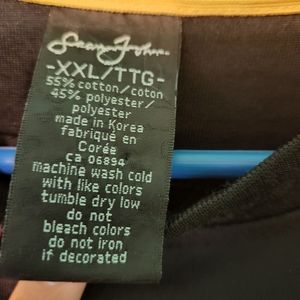 Sean John
-XXL/TTG-
55% cotton/coton
45% polyester/
polyester
made in Korea
fabriqué en
Corée
CA 06894
machine wash cold
with like colors
tumble dry low
do not
bleach colors
do not iron
if decorated